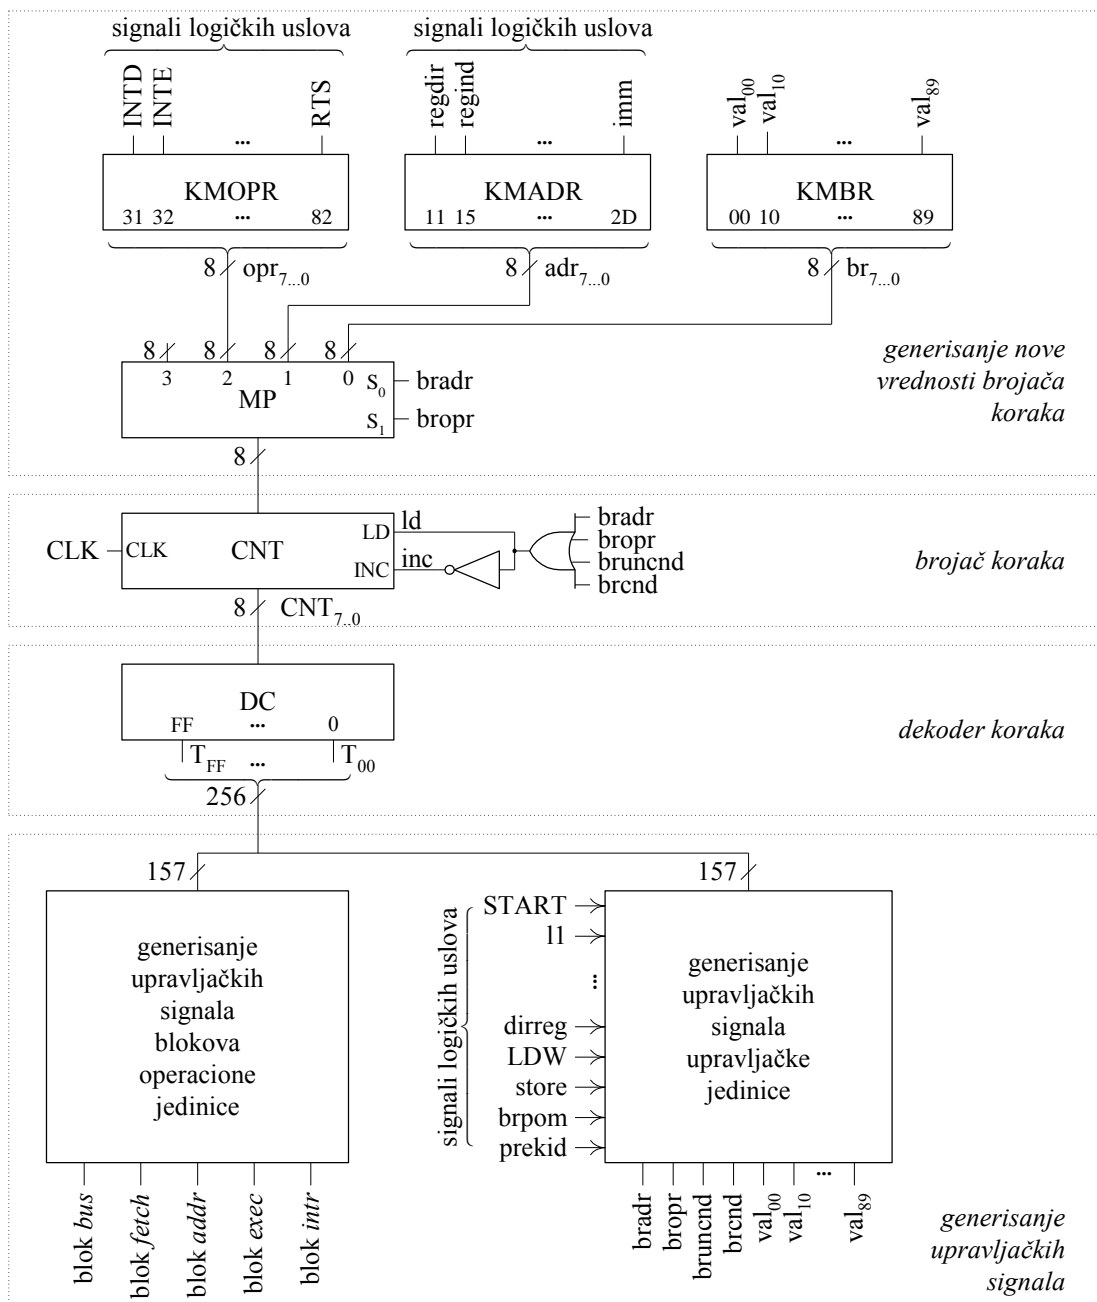 signali logičkih uslova
signali logičkih uslova
INTD
INTE
...
RTS
regdir
regind
...
imm
val00
val10
...
val89
KMOPR
31 32 ... 82
KMADR
11 15 ... 2D
KMBR
00 10 ... 89
8 opr7...0
8 adr7...0
8 br7...0
8 8 8 8
3 2 1 0
MP
S0 bradr
S1 bropr
8
generisanje nove
vrednosti brojača
koraka
CLK
CLK
CNT
LD
ld
INC
inc
bradr
bropr
bruncnd
brcnd
brojač koraka
8 CNT7..0
DC
FF ... 0
TFF ... T00
256
dekoder koraka
157
157
generisanje
upravljačkih
signala
blokova
operacione
jedinice
signali logičkih uslova
START
l1
...
dirreg
LDW
store
brpom
prekid
generisanje
upravljačkih
signala
upravljačke
jedinice
blok bus
blok fetch
blok addr
blok exec
blok intr
bradr
bropr
bruncnd
brcnd
val00
val10
...
val89
generisanje
upravljačkih
signala